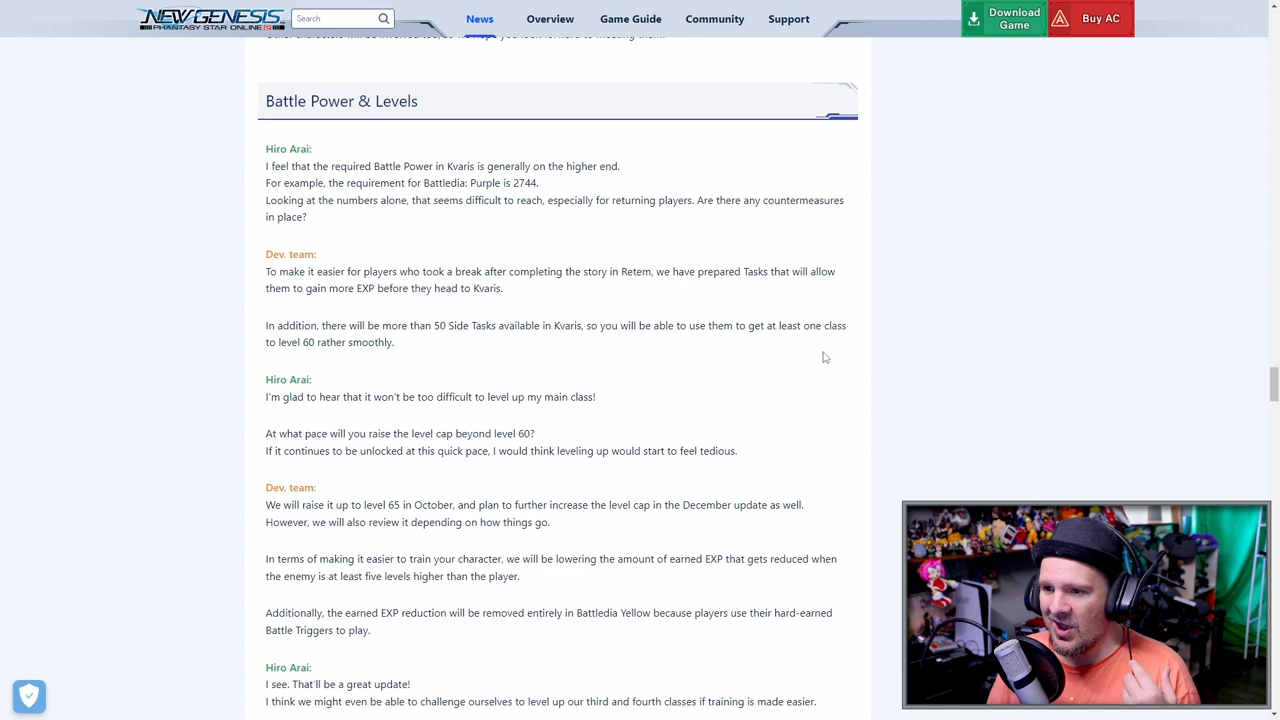 NEW GENESIS
PHANTASY STAR ONLINE 2
Search
News
Overview
Game Guide
Community
Support
Download
Game
Buy AC
Battle Power & Levels
Hiro Arai:
I feel that the required Battle Power in Kvaris is generally on the higher end.
For example, the requirement for Battledia: Purple is 2744.
Looking at the numbers alone, that seems difficult to reach, especially for returning players. Are there any countermeasures
in place?
Dev. team:
To make it easier for players who took a break after completing the story in Retem, we have prepared Tasks that will allow
them to gain more EXP before they head to Kvaris.
In addition, there will be more than 50 Side Tasks available in Kvaris, so you will be able to use them to get at least one class
to level 60 rather smoothly.
Hiro Arai:
I'm glad to hear that it won't be too difficult to level up my main class!
At what pace will you raise the level cap beyond level 60?
If it continues to be unlocked at this quick pace, I would think leveling up would start to feel tedious.
Dev. team:
We will raise it up to level 65 in October, and plan to further increase the level cap in the December update as well.
However, we will also review it depending on how things go.
In terms of making it easier to train your character, we will be lowering the amount of earned EXP that gets reduced when
the enemy is at least five levels higher than the player.
Additionally, the earned EXP reduction will be removed entirely in Battledia Yellow because players use their hard-earned
Battle Triggers to play.
Hiro Arai:
I see. That'll be a great update!
I think we might even be able to challenge ourselves to level up our third and fourth classes if training is made easier.